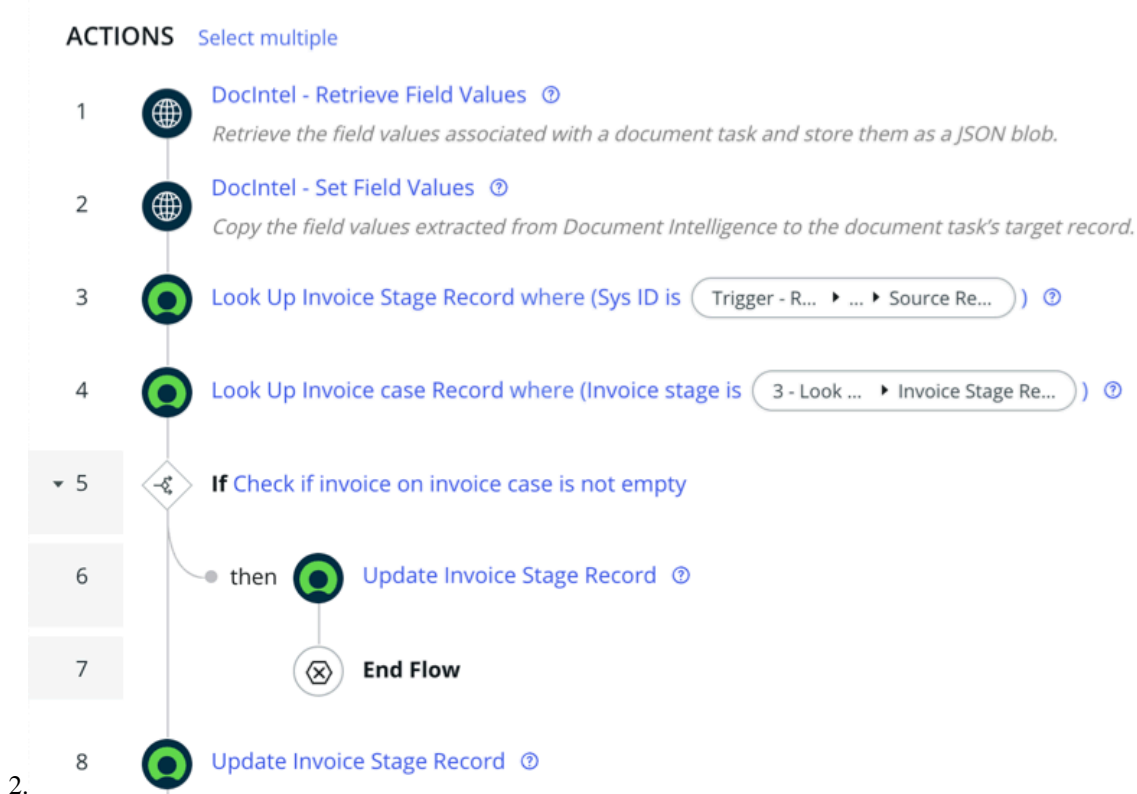 ACTIONS Select multiple
1 DocIntel - Retrieve Field Values
Retrieve the field values associated with a document task and store them as a JSON blob.
2 DocIntel - Set Field Values
Copy the field values extracted from Document Intelligence to the document task's target record.
3 Look Up Invoice Stage Record where (Sys ID is Trigger - R... ▸ ... ▸ Source Re... )
4 Look Up Invoice case Record where (Invoice stage is 3 - Look ... ▸ Invoice Stage Re... )
5 If Check if invoice on invoice case is not empty
6 then Update Invoice Stage Record
7 End Flow
8 Update Invoice Stage Record
2.